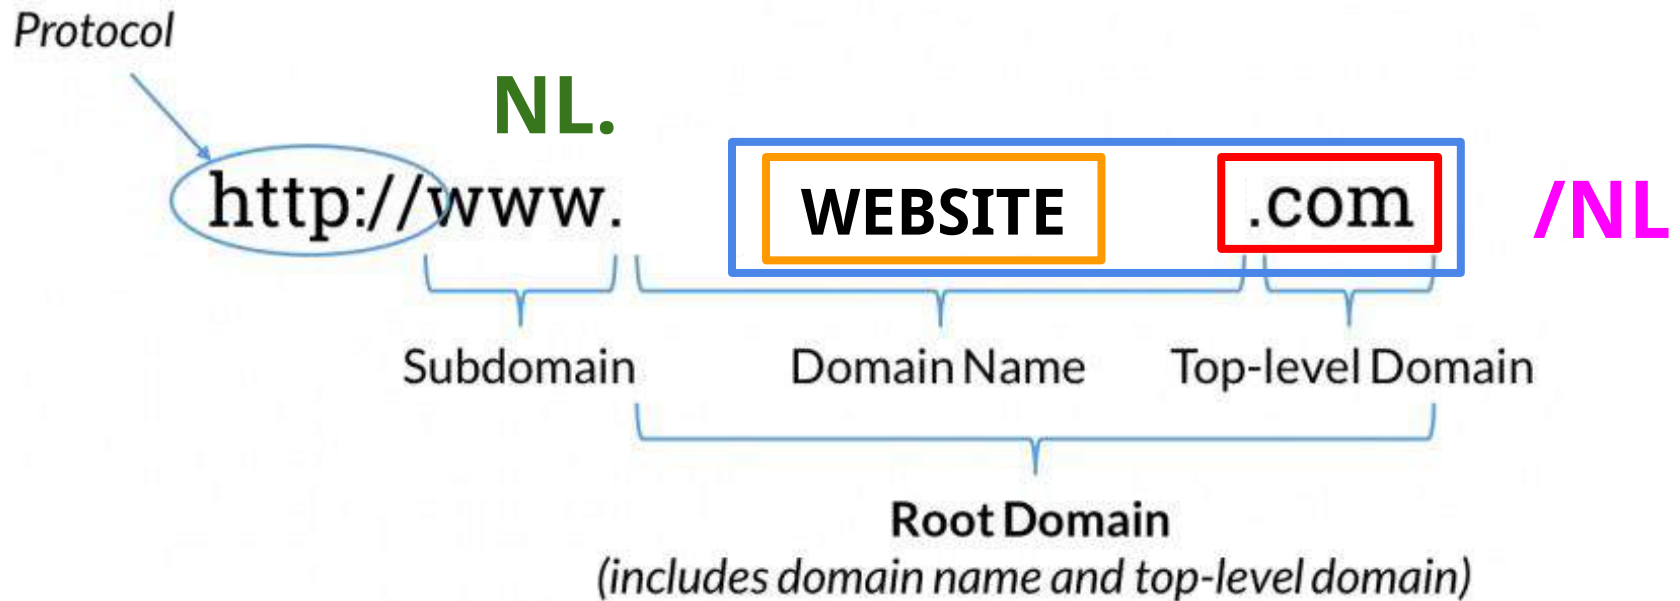 Protocol
NL.
http://www. WEBSITE .com /NL
Subdomain Domain Name Top-level Domain
Root Domain
(includes domain name and top-level domain)